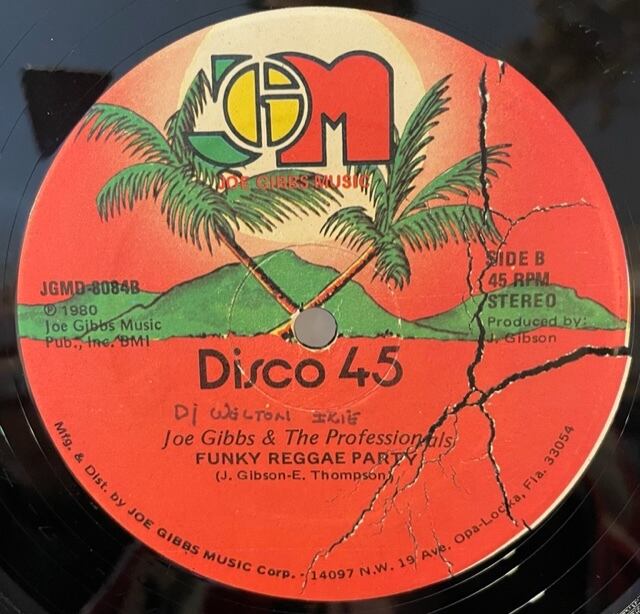 JGM
JOE GIBBS MUSIC
JGMD-8084B
℗ 1980
Joe Gibbs Music
Pub., Inc. BMI
SIDE B
45 RPM
STEREO
Produced by:
J. Gibson
Disco 45
Dj WELTON IRIE
Joe Gibbs & The Professionals
FUNKY REGGAE PARTY
(J. Gibson-E. Thompson)
Mfg. & Dist. by JOE GIBBS MUSIC Corp. - 14097 N.W. 19 Ave. Opa-Locka, Fla. 33054